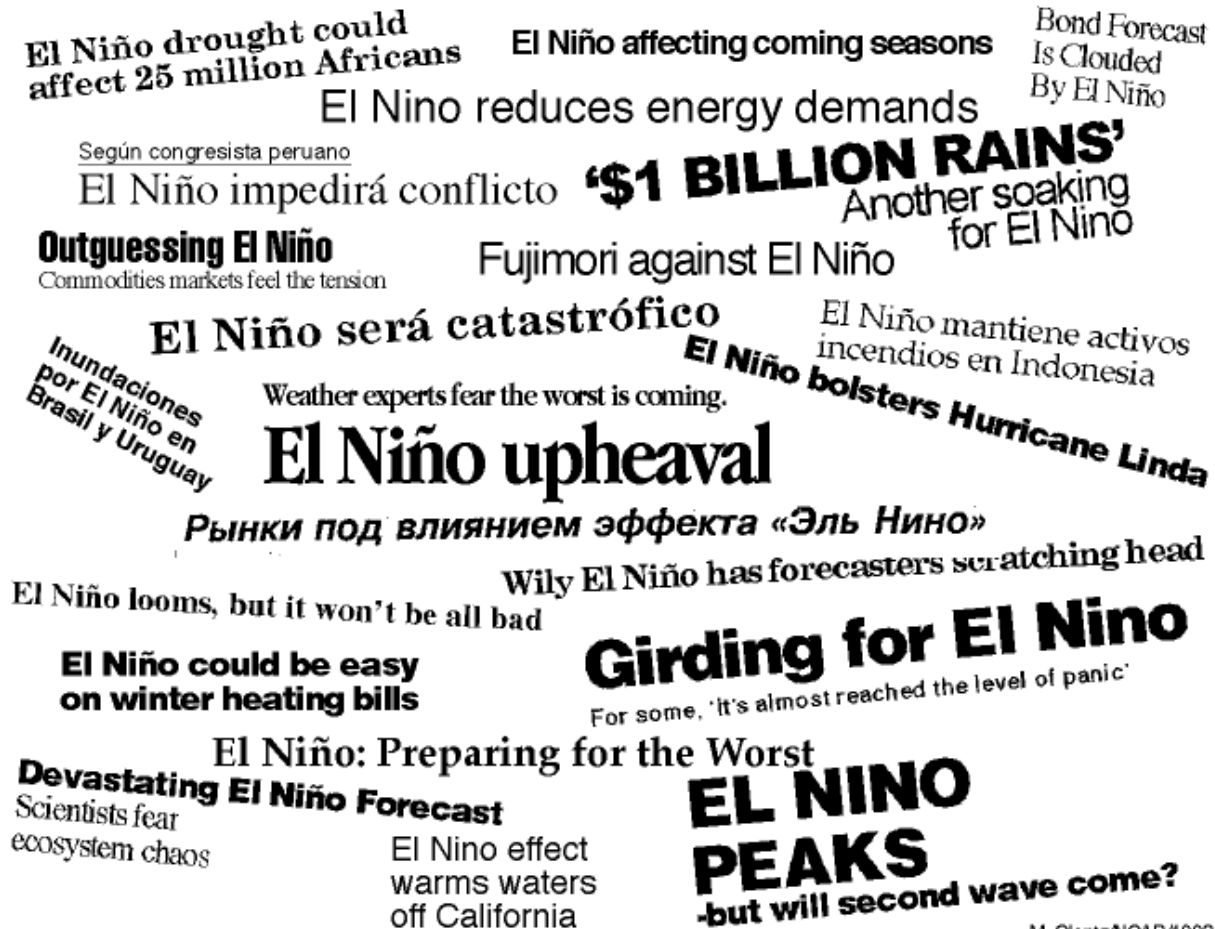 El Niño drought could
affect 25 million Africans
El Niño affecting coming seasons
Bond Forecast
Is Clouded
By El Niño
El Nino reduces energy demands
Según congresista peruano
El Niño impedirá conflicto
‘$1 BILLION RAINS’
Another soaking
for El Nino
Outguessing El Niño
Commodities markets feel the tension
Fujimori against El Niño
El Niño será catastrófico
El Niño mantiene activos
incendios en Indonesia
Inundaciones
por El Niño en
Brasil y Uruguay
El Niño bolsters Hurricane Linda
Weather experts fear the worst is coming.
El Niño upheaval
Рынки под влиянием эффекта «Эль Нино»
Wily El Niño has forecasters scratching head
El Niño looms, but it won't be all bad
Girding for El Nino
For some, 'it's almost reached the level of panic'
El Niño could be easy
on winter heating bills
El Niño: Preparing for the Worst
Devastating El Niño Forecast
Scientists fear
ecosystem chaos
El Nino effect
warms waters
off California
EL NINO
PEAKS
-but will second wave come?